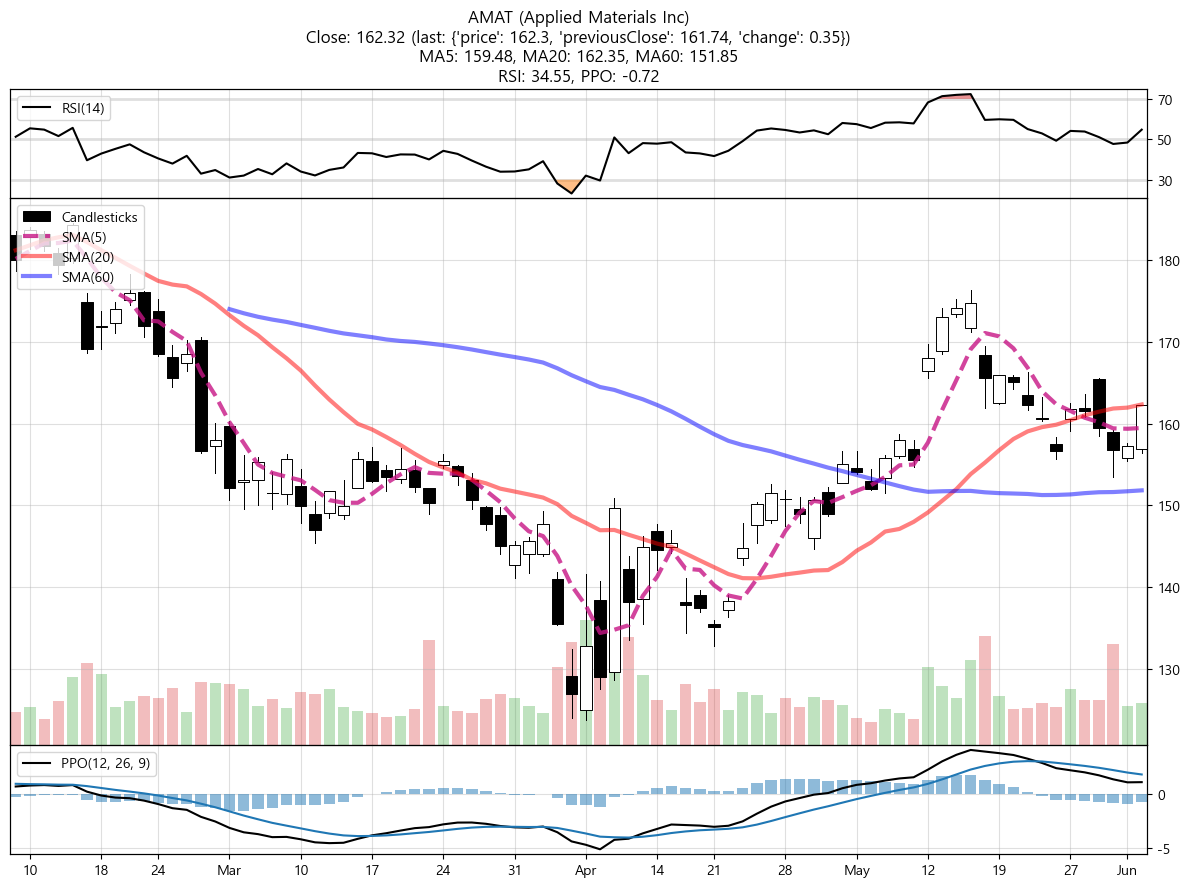 AMAT (Applied Materials Inc)
Close: 162.32 (last: {'price': 162.3, 'previousClose': 161.74, 'change': 0.35})
MA5: 159.48, MA20: 162.35, MA60: 151.85
RSI: 34.55, PPO: -0.72
RSI(14)
70
50
30
Candlesticks
SMA(5)
SMA(20)
SMA(60)
180
170
160
150
140
130
PPO(12, 26, 9)
0
-5
10 18 24 Mar 10 17 24 31 Apr 14 21 28 May 12 19 27 Jun